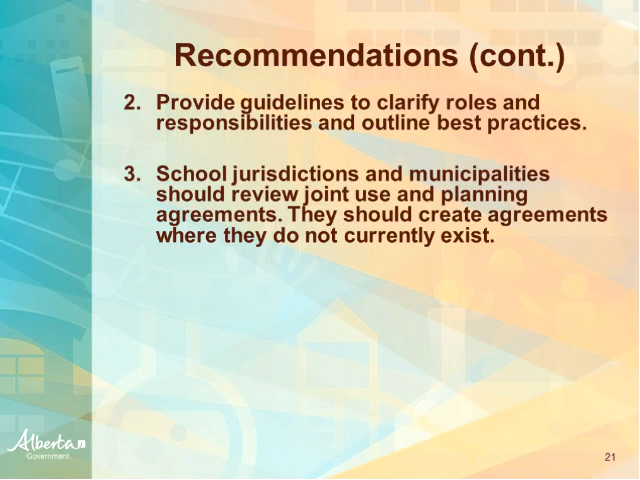 Recommendations (cont.)
2. Provide guidelines to clarify roles and
responsibilities and outline best practices.
3. School jurisdictions and municipalities
should review joint use and planning
agreements. They should create agreements
where they do not currently exist.
Alberta
Government
21